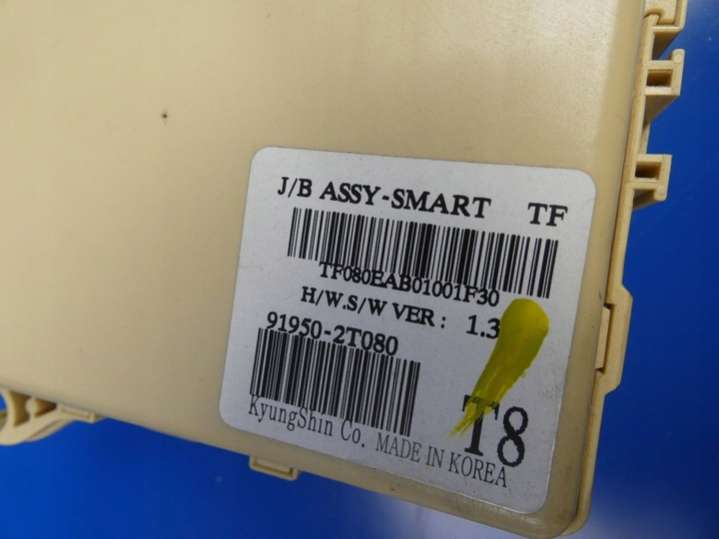 J/B ASSY-SMART TF
TF080EAB01001F30
H/W.S/W VER : 1.3
91950-2T080
T8
KyungShin Co. MADE IN KOREA